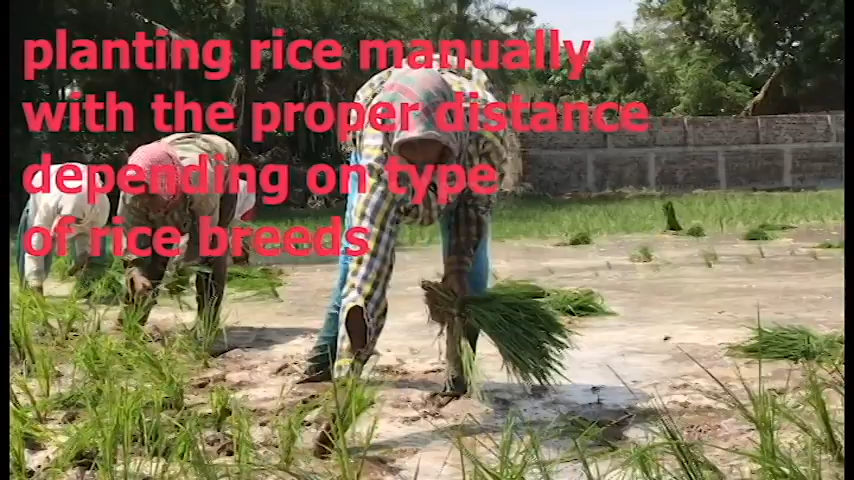 planting rice manually
with the proper distance
depending on type
of rice breeds